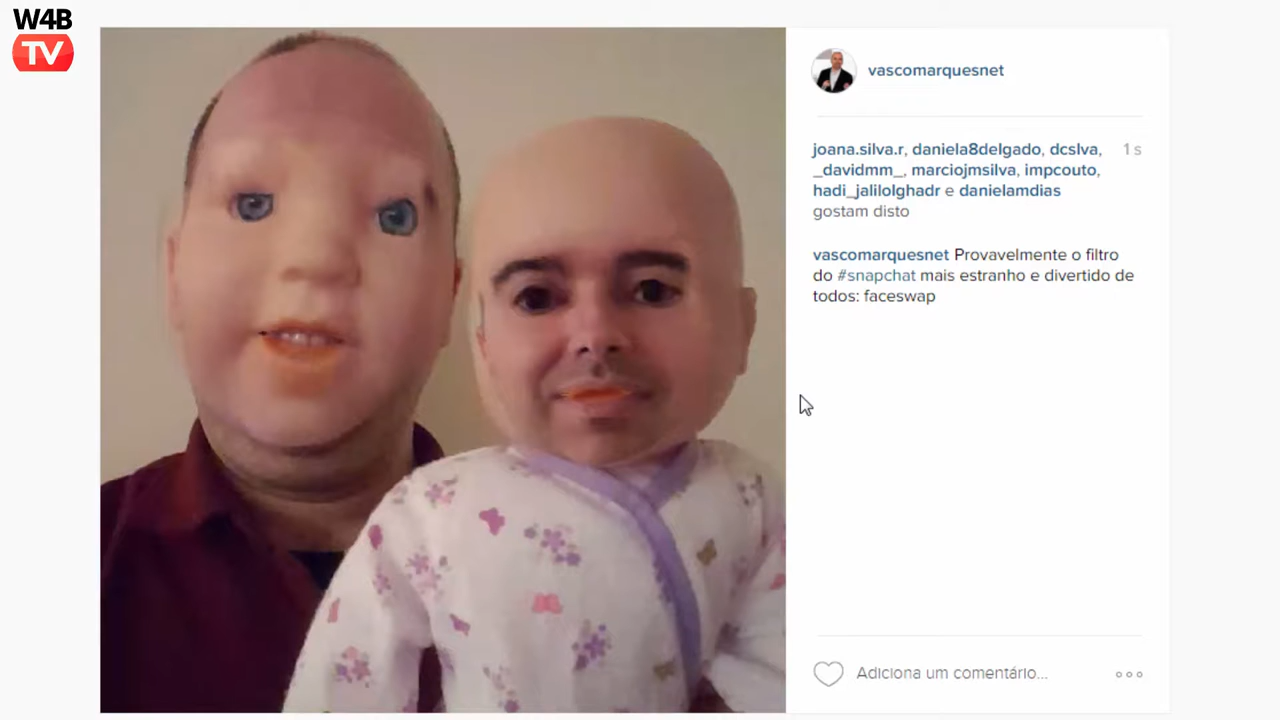 W4B
TV
vascomarquesnet
joana.silva.r, daniela8delgado, dcslva, 1 s
_davidmm_, marciojmsilva, impcouto,
hadi_jalilolghadr e danielamdias
gostam disto
vascomarquesnet Provavelmente o filtro
do #snapchat mais estranho e divertido de
todos: faceswap
Adiciona um comentário...